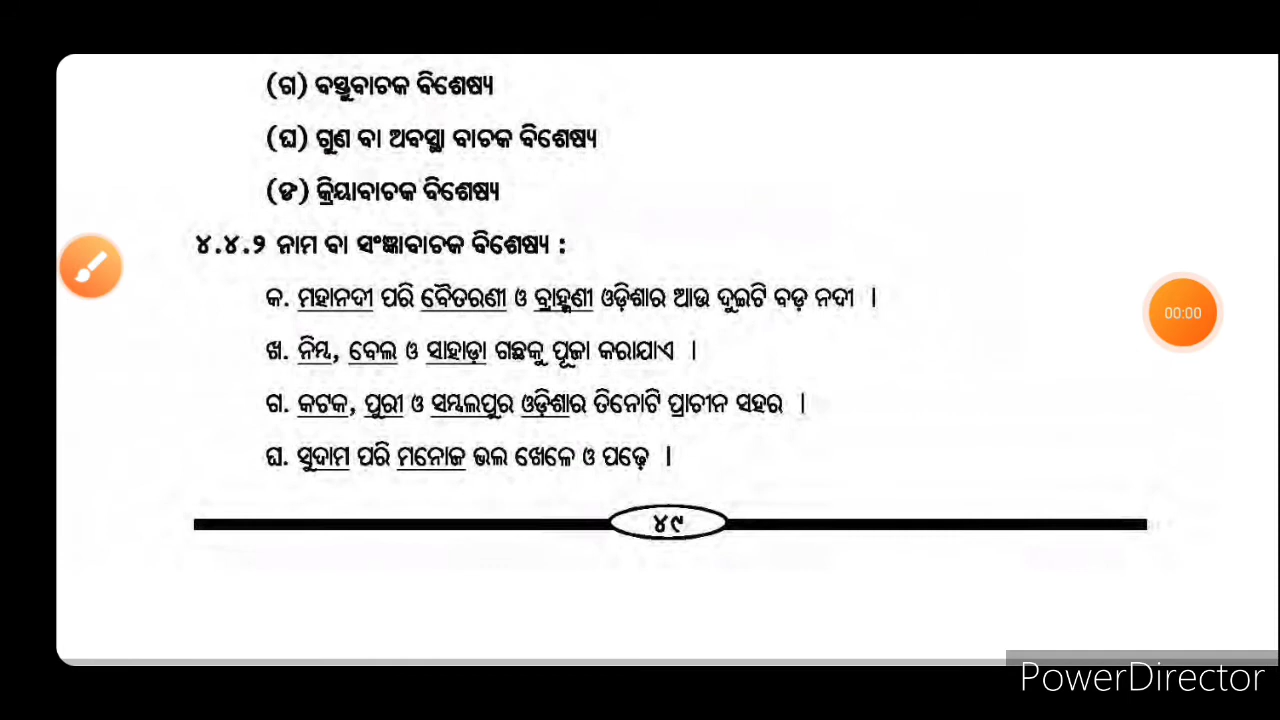 (ଗ) ବସ୍ତୁବାଚକ ବିଶେଷ୍ୟ
(ଘ) ଗୁଣ ବା ଅବସ୍ଥା ବାଚକ ବିଶେଷ୍ୟ
(ଙ) କ୍ରିୟାବାଚକ ବିଶେଷ୍ୟ
୪.୪.୨ ନାମ ବା ସଂଜ୍ଞାବାଚକ ବିଶେଷ୍ୟ :
କ. ମହାନଦୀ ପରି ବୈତରଣୀ ଓ ବ୍ରାହ୍ମଣୀ ଓଡ଼ିଶାର ଆଉ ଦୁଇଟି ବଡ଼ ନଦୀ ।
ଖ. ନିମ୍ବ, ବେଲ ଓ ସାହାଡ଼ା ଗଛକୁ ପୂଜା କରାଯାଏ ।
ଗ. କଟକ, ପୁରୀ ଓ ସମ୍ବଲପୁର ଓଡ଼ିଶାର ତିନୋଟି ପ୍ରାଚୀନ ସହର ।
ଘ. ସୁଦାମ ପରି ମନୋଜ ଭଲ ଖେଳେ ଓ ପଢ଼େ ।
୪୯
00:00
PowerDirector